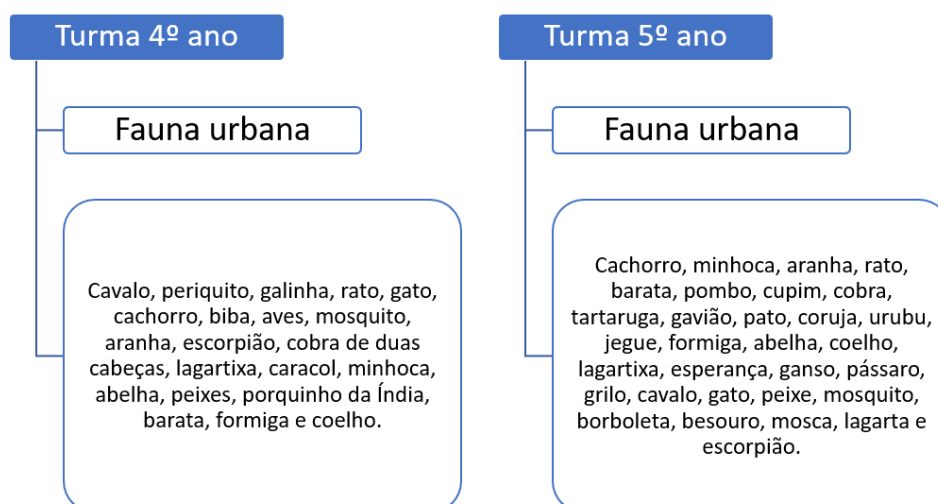 Turma 4º ano
Fauna urbana
Cavalo, periquito, galinha, rato, gato,
cachorro, biba, aves, mosquito,
aranha, escorpião, cobra de duas
cabeças, lagartixa, caracol, minhoca,
abelha, peixes, porquinho da Índia,
barata, formiga e coelho.
Turma 5º ano
Fauna urbana
Cachorro, minhoca, aranha, rato,
barata, pombo, cupim, cobra,
tartaruga, gavião, pato, coruja, urubu,
jegue, formiga, abelha, coelho,
lagartixa, esperança, ganso, pássaro,
grilo, cavalo, gato, peixe, mosquito,
borboleta, besouro, mosca, lagarta e
escorpião.